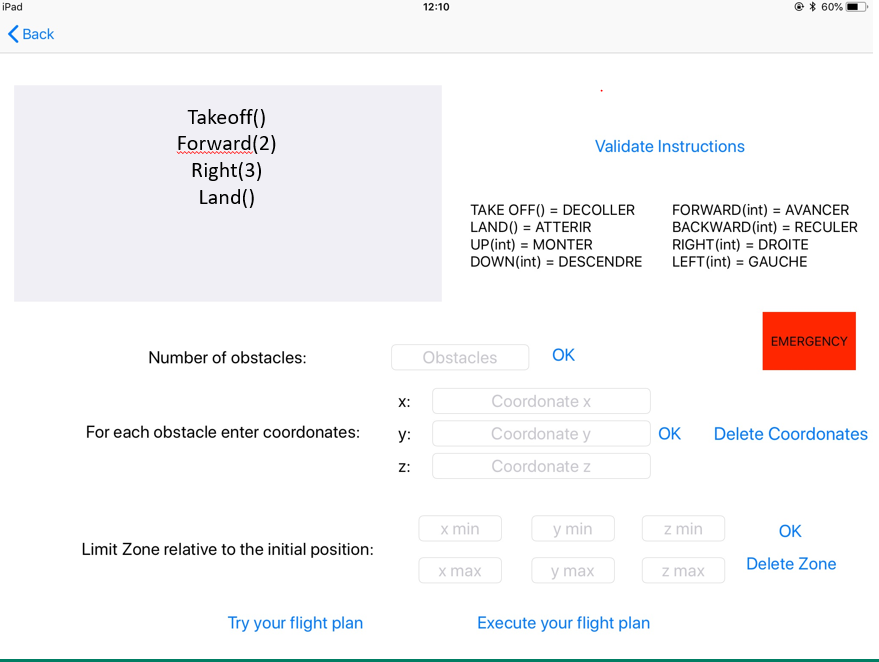 iPad 12:10 60%
Back
Takeoff()
Forward(2)
Right(3)
Land()
Validate Instructions
TAKE OFF() = DECOLLER
LAND() = ATTERIR
UP(int) = MONTER
DOWN(int) = DESCENDRE
FORWARD(int) = AVANCER
BACKWARD(int) = RECULER
RIGHT(int) = DROITE
LEFT(int) = GAUCHE
EMERGENCY
Number of obstacles: Obstacles OK
For each obstacle enter coordonates:
x: Coordonate x
y: Coordonate y OK Delete Coordonates
z: Coordonate z
Limit Zone relative to the initial position:
x min y min z min OK
x max y max z max Delete Zone
Try your flight plan Execute your flight plan